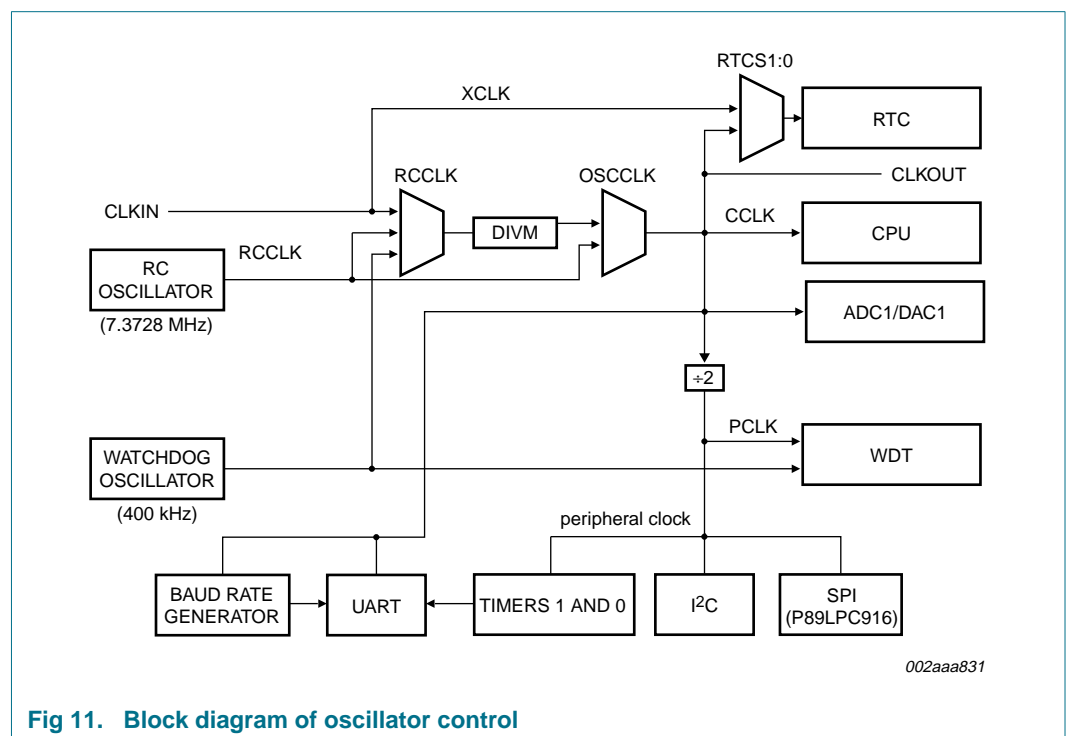 RTCS1:0
XCLK
RTC
RCCLK
OSCCLK
CLKOUT
CLKIN
CCLK
DIVM
CPU
RCCLK
RC
OSCILLATOR
(7.3728 MHz)
ADC1/DAC1
÷2
PCLK
WATCHDOG
OSCILLATOR
WDT
(400 kHz)
peripheral clock
BAUD RATE
GENERATOR
UART
TIMERS 1 AND 0
I²C
SPI
(P89LPC916)
002aaa831
Fig 11. Block diagram of oscillator control